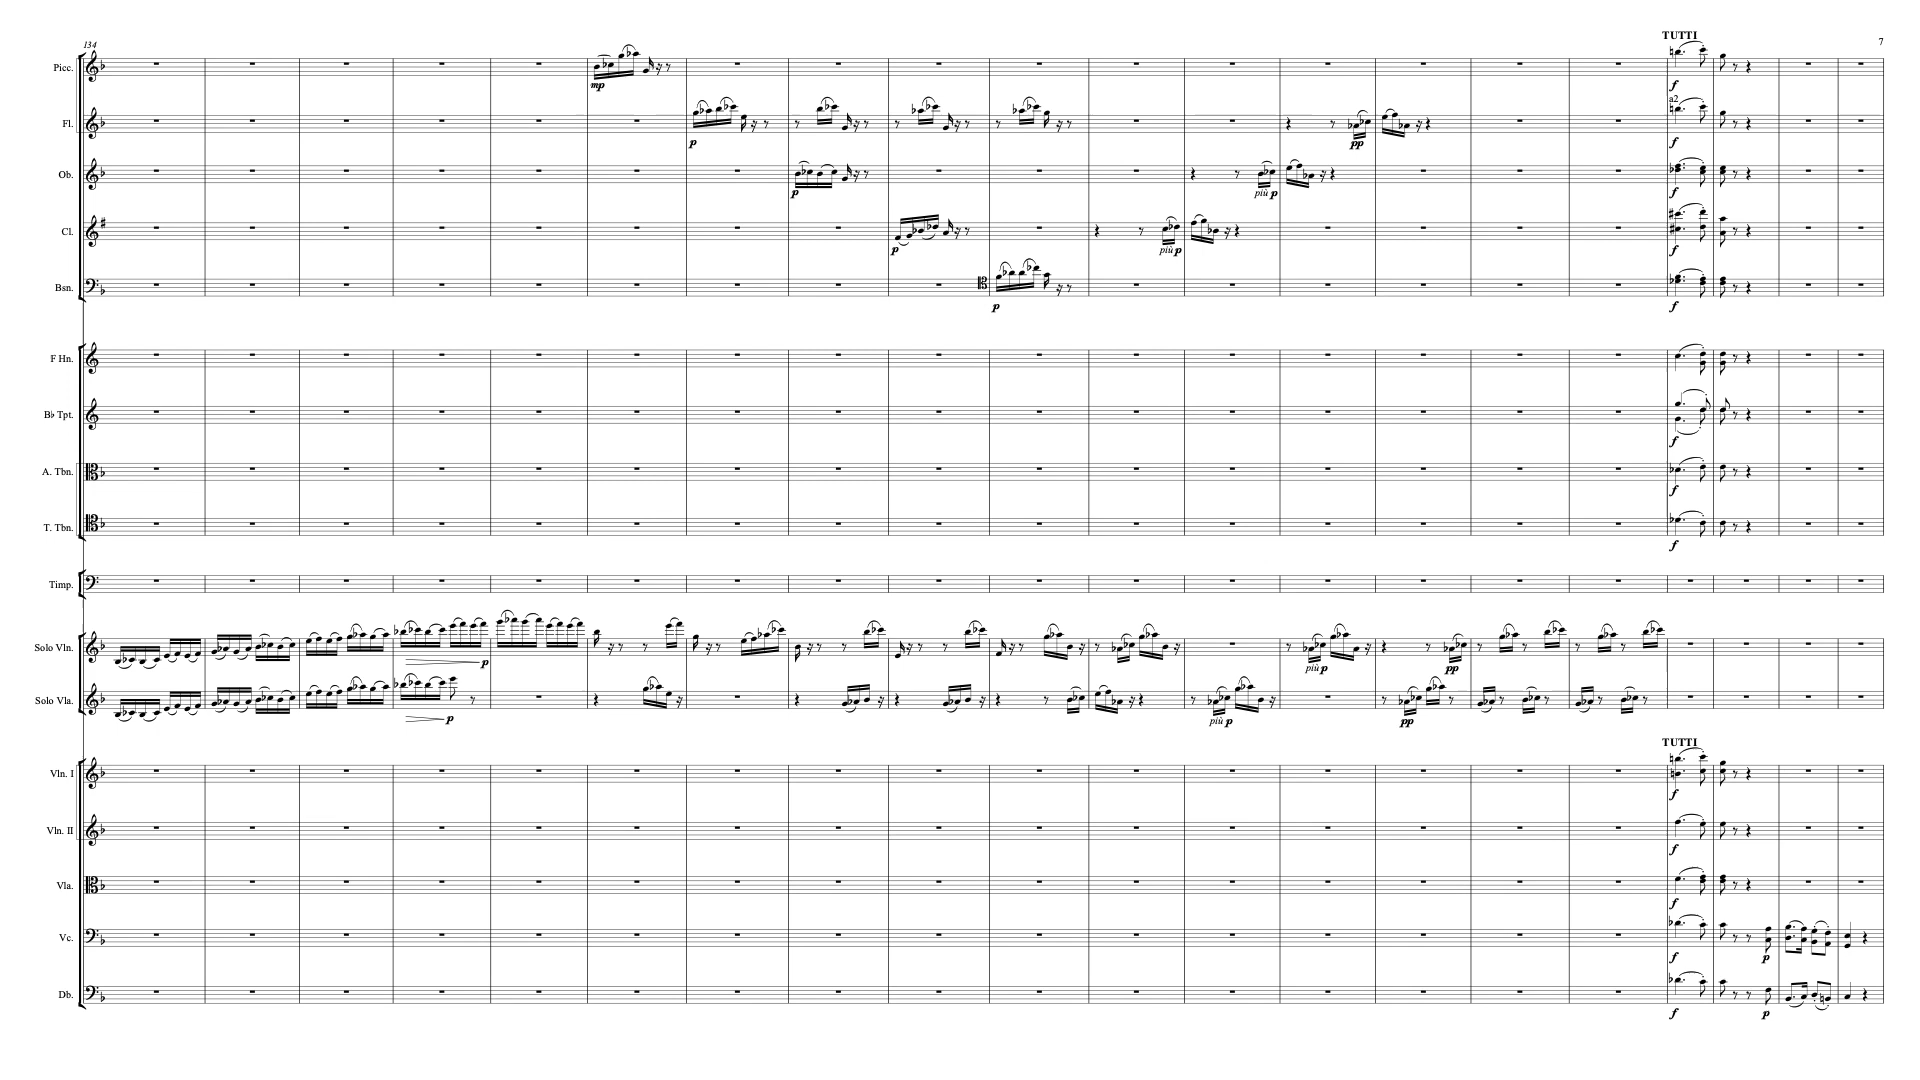 TUTTI
134
7
Picc.
mp
f
a2
Fl.
p
pp
f
Ob.
p
più p
f
Cl.
p
più p
f
Bsn.
p
f
F Hn.
B♭ Tpt.
f
A. Tbn.
f
T. Tbn.
f
Timp.
Solo Vln.
p
più p
pp
Solo Vla.
p
più p
pp
TUTTI
Vln. I
f
Vln. II
f
Vla.
f
Vc.
f
p
Db.
f
p